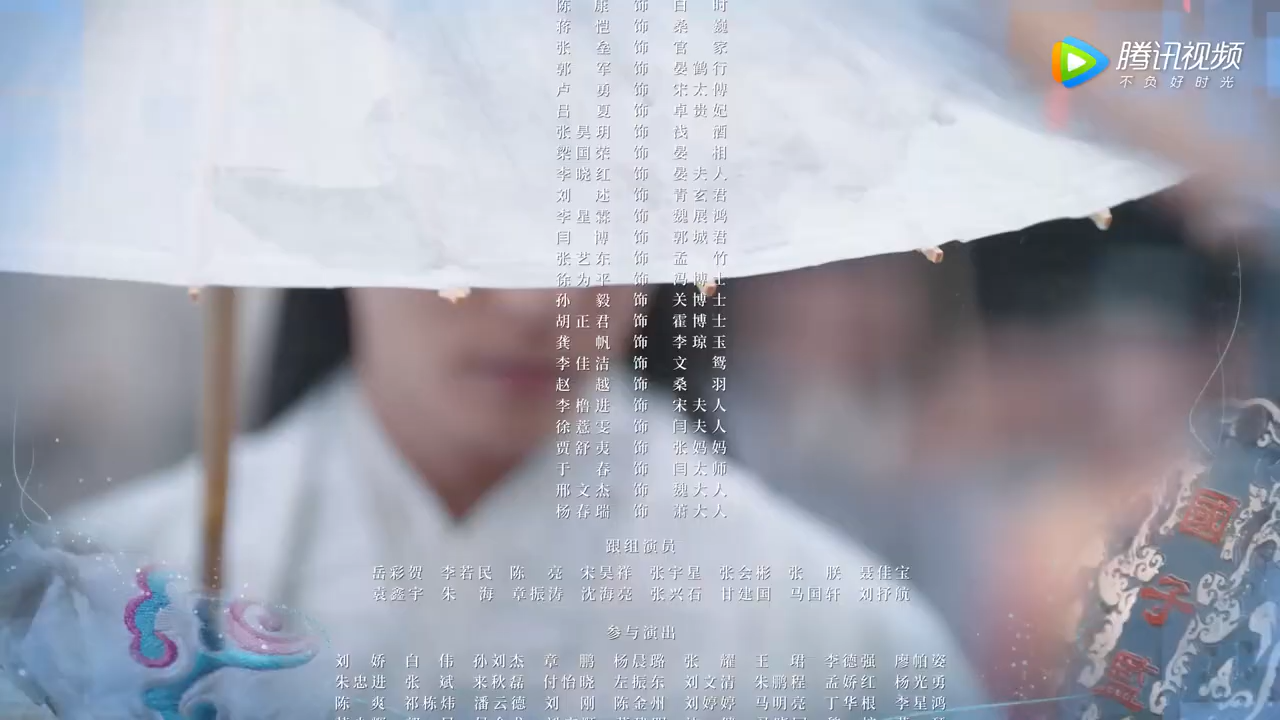 陈 康 饰 白 时
蒋 恺 饰 桑 巍
张 垒 饰 官 家
郭 军 饰 晏鹤行
卢 勇 饰 宋太傅
吕 夏 饰 卓贵妃
张昊玥 饰 浅 酒
梁国荣 饰 晏 相
李晓红 饰 晏夫人
刘 述 饰 青玄君
李星霖 饰 魏展鸿
闫 博 饰 郭城君
张艺东 饰 孟 竹
徐为平 饰 冯博士
孙 毅 饰 关博士
胡正君 饰 霍博士
龚 帆 饰 李琼玉
李佳洁 饰 文 鸳
赵 越 饰 桑 羽
李橹进 饰 宋夫人
徐薏雯 饰 闫夫人
贾舒夷 饰 张妈妈
于 春 饰 闫太师
邢文杰 饰 魏大人
杨春瑞 饰 萧大人
跟组演员
岳彩贺 李若民 陈 亮 宋昊祥 张宇星 张会彬 张 朕 聂佳宝
袁鑫宇 朱 海 章振涛 沈海亮 张兴石 甘建国 马国轩 刘抒航
参与演出
刘 娇 白 伟 孙刘杰 章 鹏 杨晨璐 张 耀 王 珺 李德强 廖帕姿
朱忠进 张 斌 来秋磊 付怡晓 左振东 刘文清 朱鹏程 孟娇红 杨光勇
陈 爽 祁栋炜 潘云德 刘 刚 陈金州 刘婷婷 马明亮 丁华根 李星鸿
腾讯视频
不负好时光
国子监